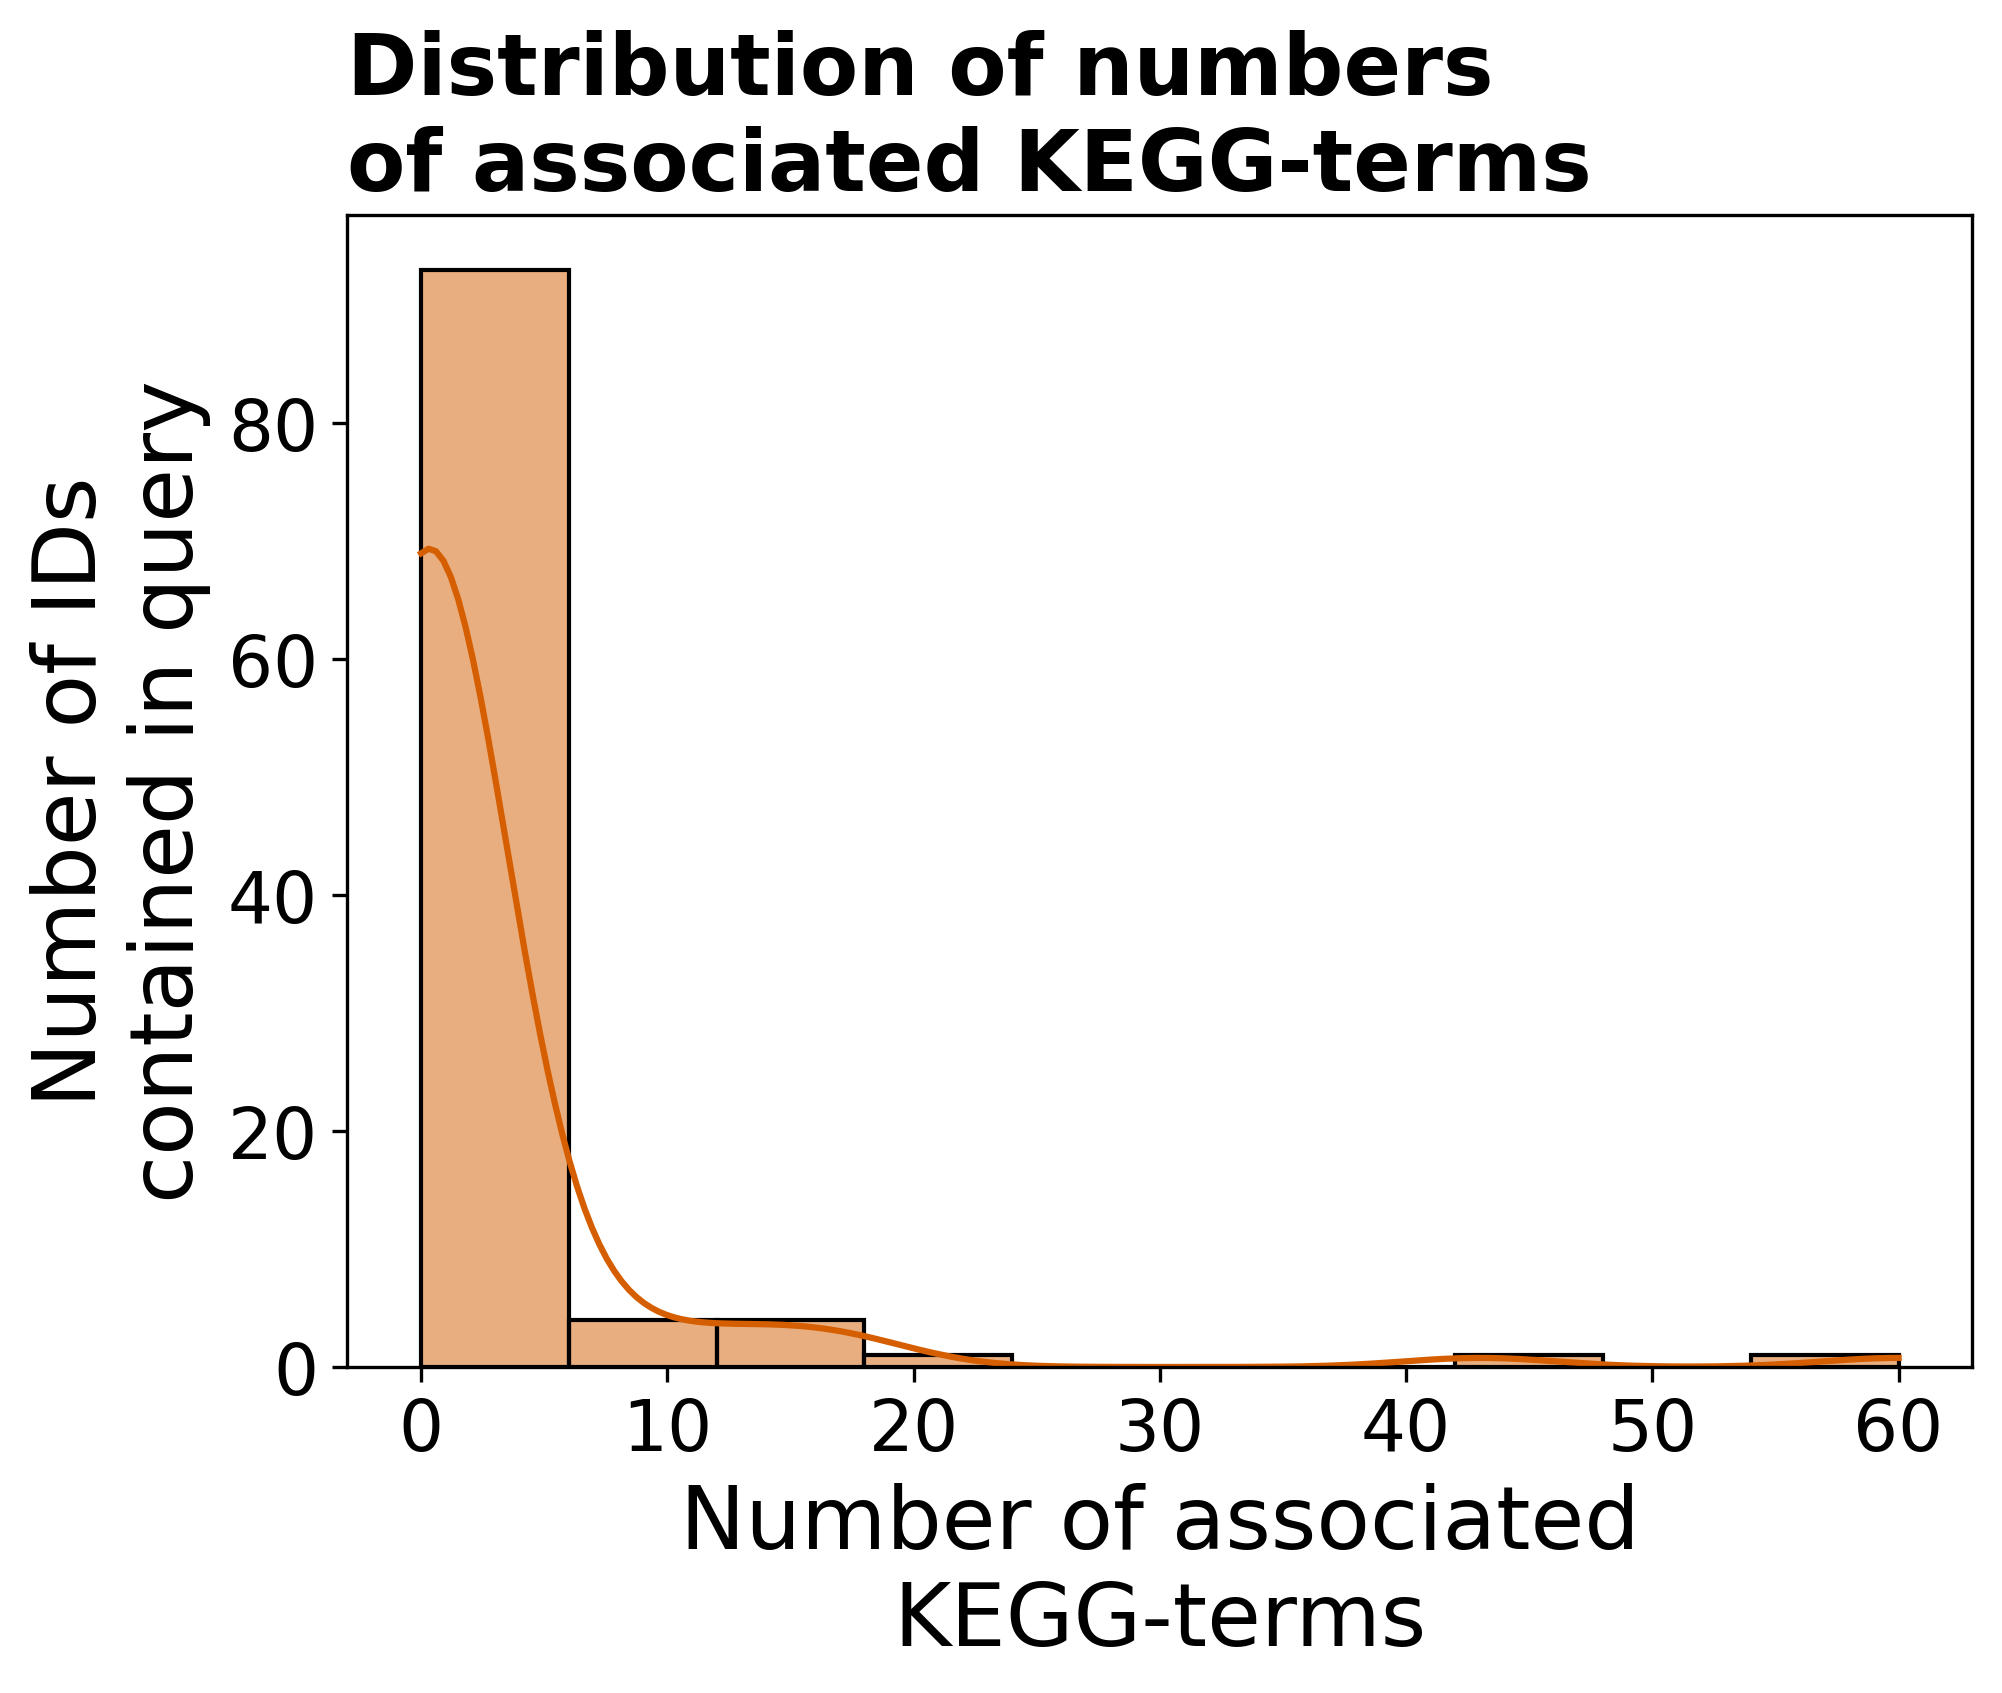 Distribution of numbers
of associated KEGG-terms
Number of IDs
contained in query
80
60
40
20
0
0 10 20 30 40 50 60
Number of associated
KEGG-terms